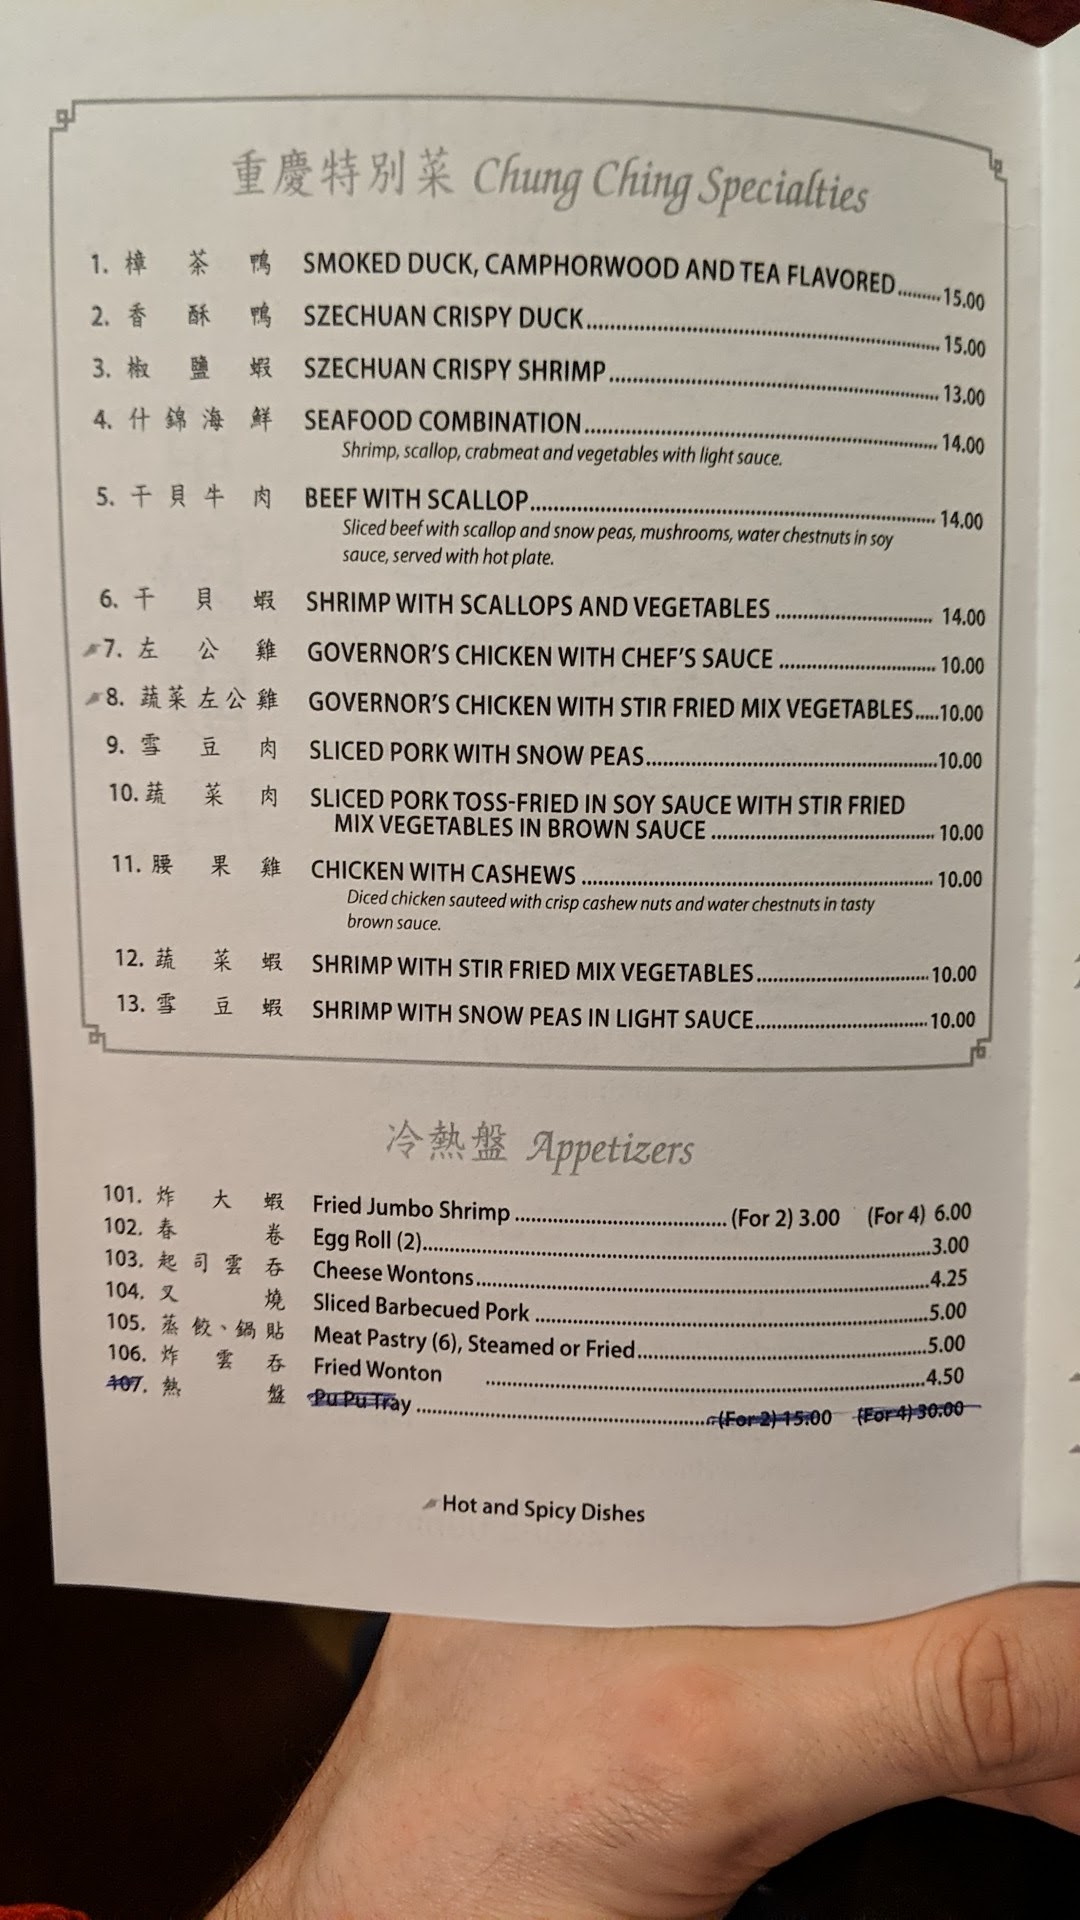 重慶特別菜 Chung Ching Specialties
1. 樟茶鴨 SMOKED DUCK, CAMPHORWOOD AND TEA FLAVORED.........15.00
2. 香酥鴨 SZECHUAN CRISPY DUCK.........15.00
3. 椒鹽蝦 SZECHUAN CRISPY SHRIMP.........13.00
4. 什錦海鮮 SEAFOOD COMBINATION.........14.00
Shrimp, scallop, crabmeat and vegetables with light sauce.
5. 干貝牛肉 BEEF WITH SCALLOP.........14.00
Sliced beef with scallop and snow peas, mushrooms, water chestnuts in soy
sauce, served with hot plate.
6. 干貝蝦 SHRIMP WITH SCALLOPS AND VEGETABLES ......... 14.00
7. 左公雞 GOVERNOR'S CHICKEN WITH CHEF'S SAUCE ......... 10.00
8. 蔬菜左公雞 GOVERNOR'S CHICKEN WITH STIR FRIED MIX VEGETABLES.....10.00
9. 雪豆肉 SLICED PORK WITH SNOW PEAS.........10.00
10. 蔬菜肉 SLICED PORK TOSS-FRIED IN SOY SAUCE WITH STIR FRIED
MIX VEGETABLES IN BROWN SAUCE ......... 10.00
11. 腰果雞 CHICKEN WITH CASHEWS ......... 10.00
Diced chicken sauteed with crisp cashew nuts and water chestnuts in tasty
brown sauce.
12. 蔬菜蝦 SHRIMP WITH STIR FRIED MIX VEGETABLES.........10.00
13. 雪豆蝦 SHRIMP WITH SNOW PEAS IN LIGHT SAUCE.........10.00
冷熱盤 Appetizers
101. 炸大蝦 Fried Jumbo Shrimp ......... (For 2) 3.00 (For 4) 6.00
102. 春卷 Egg Roll (2).........3.00
103. 起司雲吞 Cheese Wontons.........4.25
104. 叉燒 Sliced Barbecued Pork .........5.00
105. 蒸餃、鍋貼 Meat Pastry (6), Steamed or Fried.........5.00
106. 炸雲吞 Fried Wonton .........4.50
107. 熱盤 Pu Pu Tray .........(For 2) 15.00 (For 4) 30.00
Hot and Spicy Dishes